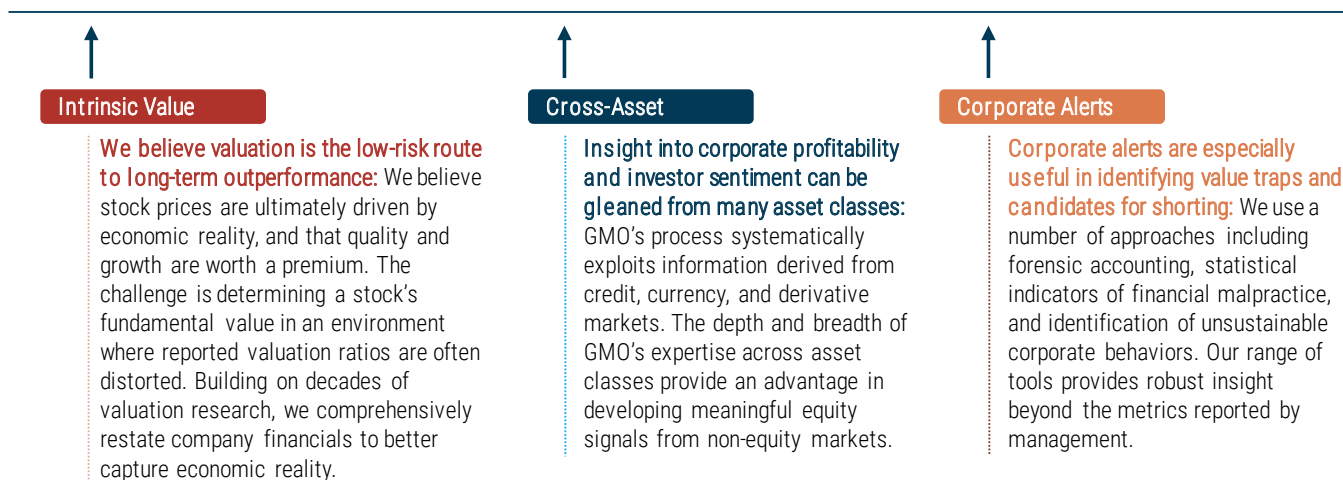 Intrinsic Value
We believe valuation is the low-risk route
to long-term outperformance: We believe
stock prices are ultimately driven by
economic reality, and that quality and
growth are worth a premium. The
challenge is determining a stock's
fundamental value in an environment
where reported valuation ratios are often
distorted. Building on decades of
valuation research, we comprehensively
restate company financials to better
capture economic reality.
Cross-Asset
Insight into corporate profitability
and investor sentiment can be
gleaned from many asset classes:
GMO's process systematically
exploits information derived from
credit, currency, and derivative
markets. The depth and breadth of
GMO's expertise across asset
classes provide an advantage in
developing meaningful equity
signals from non-equity markets.
Corporate Alerts
Corporate alerts are especially
useful in identifying value traps and
candidates for shorting: We use a
number of approaches including
forensic accounting, statistical
indicators of financial malpractice,
and identification of unsustainable
corporate behaviors. Our range of
tools provides robust insight
beyond the metrics reported by
management.